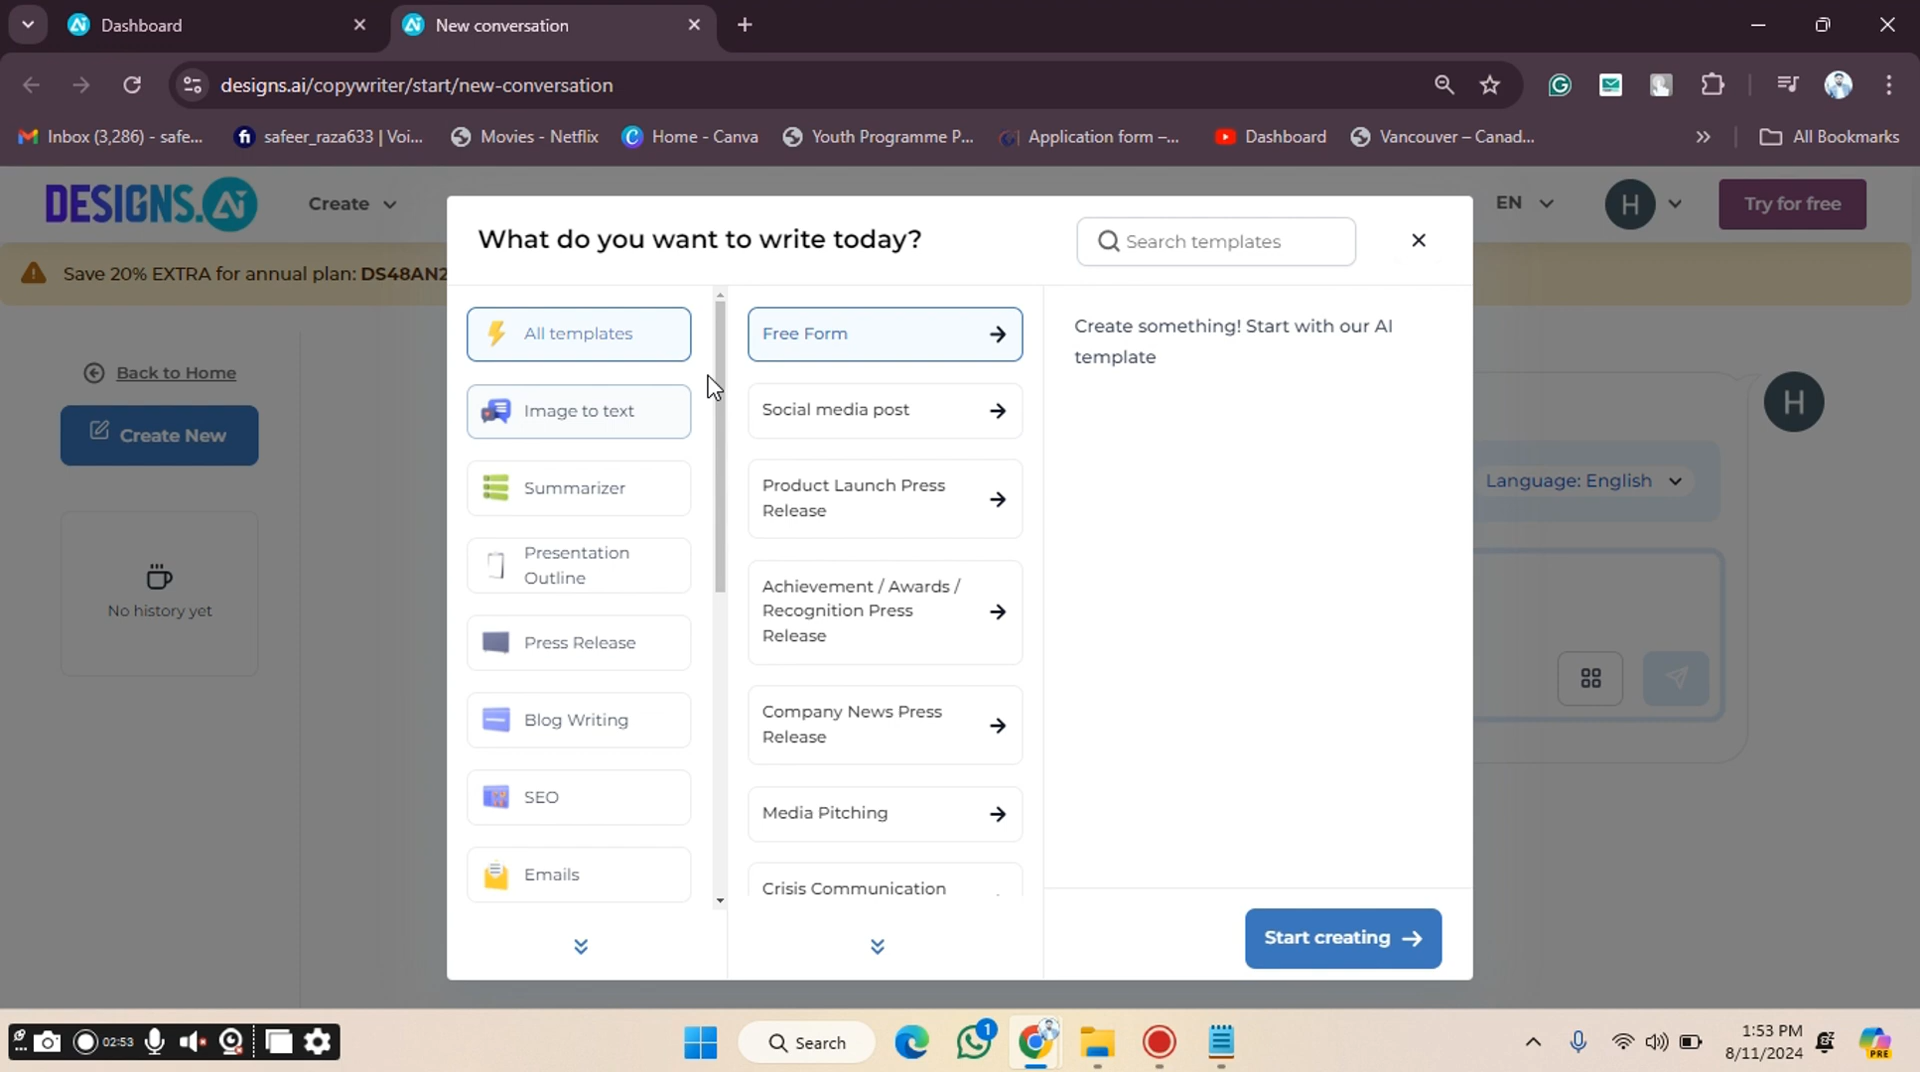 Dashboard
New conversation
designs.ai/copywriter/start/new-conversation
Inbox (3,286) - safe...
safeer_raza633 | Voi...
Movies - Netflix
Home - Canva
Youth Programme P...
Application form –...
Dashboard
Vancouver – Canad...
All Bookmarks
DESIGNS.Ai
Create
EN
H
Try for free
Save 20% EXTRA for annual plan: DS48AN2
Back to Home
Create New
No history yet
What do you want to write today?
Search templates
All templates
Image to text
Summarizer
Presentation
Outline
Press Release
Blog Writing
SEO
Emails
Free Form
Social media post
Product Launch Press
Release
Achievement / Awards /
Recognition Press
Release
Company News Press
Release
Media Pitching
Crisis Communication
Create something! Start with our AI
template
Start creating
H
Language: English
02:53
Search
1
1:53 PM
8/11/2024
PRE